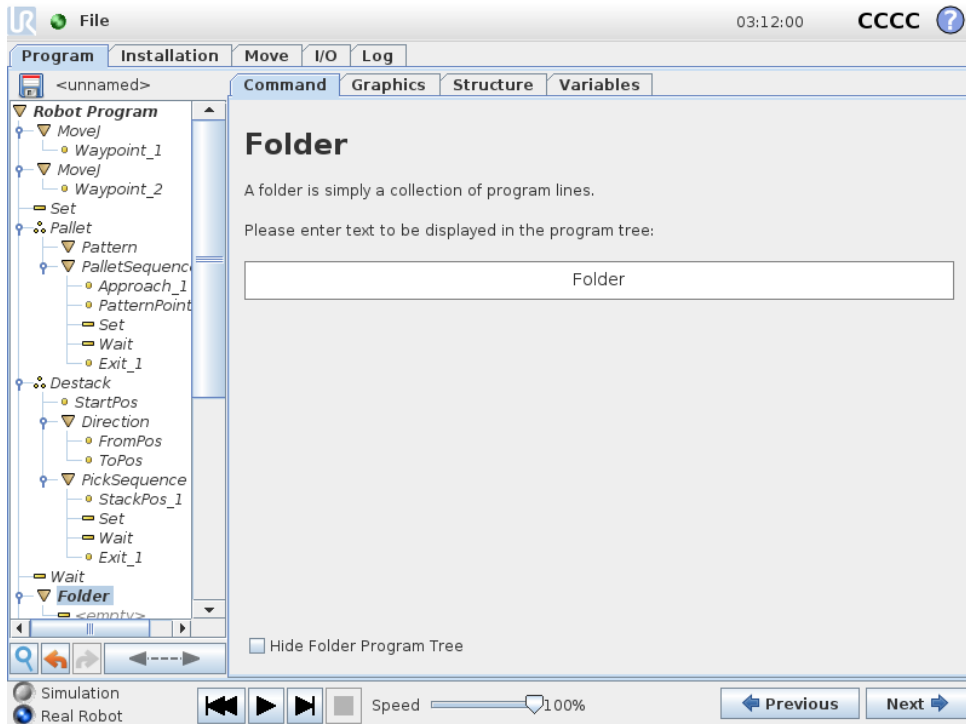 UR File 03:12:00 CCCC ?
Program Installation Move I/O Log
<unnamed> Command Graphics Structure Variables
Robot Program
MoveJ
Waypoint_1
MoveJ
Waypoint_2
Set
Pallet
Pattern
PalletSequenc
Approach_1
PatternPoint
Set
Wait
Exit_1
Destack
StartPos
Direction
FromPos
ToPos
PickSequence
StackPos_1
Set
Wait
Exit_1
Wait
Folder
<empty>
Folder
A folder is simply a collection of program lines.
Please enter text to be displayed in the program tree:
Folder
Hide Folder Program Tree
Simulation
Real Robot
Speed 100%
Previous Next